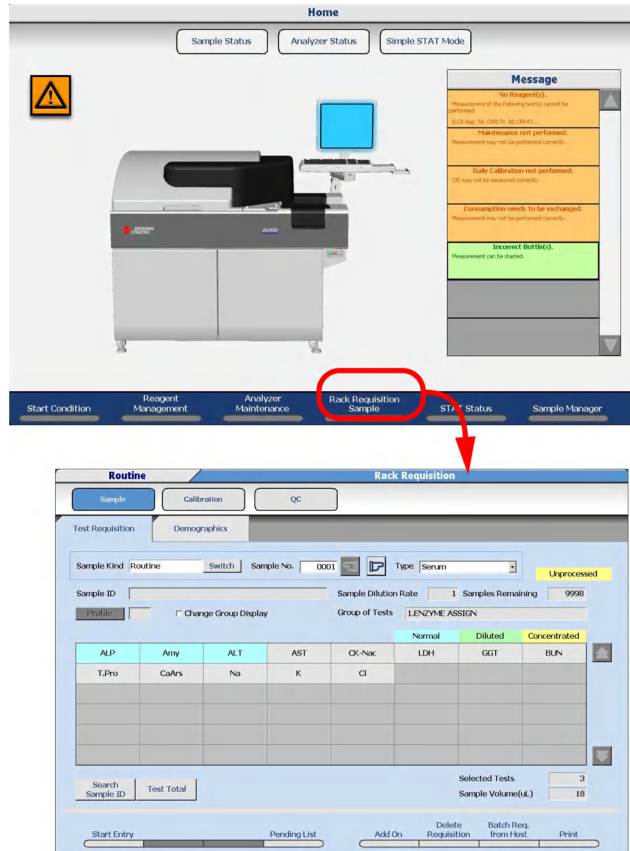 Home
Sample Status
Analyzer Status
Simple STAT Mode
Message
No Reagent(s).
Measurement of the following test(s) cannot be
performed.
Maintenance not performed.
Measurement may not be performed correctly.
Daily Calibration not performed.
ISE may not be measured correctly.
Consumption needs to be exchanged.
Measurement may not be performed correctly.
Incorrect Bottle(s).
Measurement can be started.
BECKMAN
COULTER
AU480
Start Condition
Reagent
Management
Analyzer
Maintenance
Rack Requisition
Sample
STAT Status
Sample Manager
Routine
Rack Requisition
Sample
Calibration
QC
Test Requisition
Demographics
Sample Kind Routine Switch Sample No. 0001 Type Serum
Unprocessed
Sample ID Sample Dilution Rate 1 Samples Remaining 9998
Profile Change Group Display Group of Tests 1.ENZYME ASSIGN
Normal Diluted Concentrated
ALP Amy ALT AST CK-Nac LDH GGT BUN
T.Pro CaArs Na K Cl
Search
Sample ID
Test Total
Selected Tests 3
Sample Volume(uL) 18
Start Entry
Pending List
Add On
Delete
Requisition
Batch Req.
from Host
Print